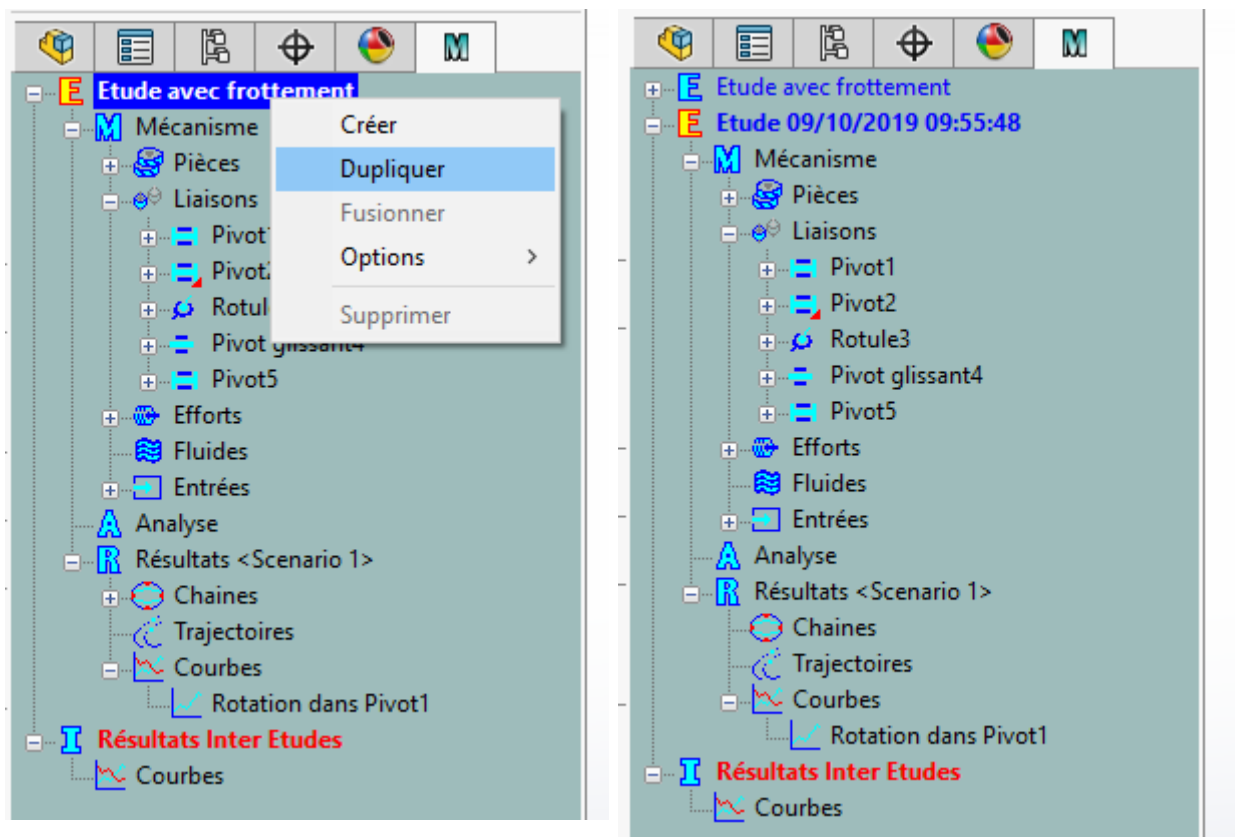 Etude avec frottement
Mécanisme
Pièces
Liaisons
Pivot1
Pivot2
Rotul
Pivot glissant4
Pivot5
Efforts
Fluides
Entrées
Analyse
Résultats <Scenario 1>
Chaines
Trajectoires
Courbes
Rotation dans Pivot1
Résultats Inter Etudes
Courbes
Créer
Dupliquer
Fusionner
Options
Supprimer
Etude avec frottement
Etude 09/10/2019 09:55:48
Mécanisme
Pièces
Liaisons
Pivot1
Pivot2
Rotule3
Pivot glissant4
Pivot5
Efforts
Fluides
Entrées
Analyse
Résultats <Scenario 1>
Chaines
Trajectoires
Courbes
Rotation dans Pivot1
Résultats Inter Etudes
Courbes